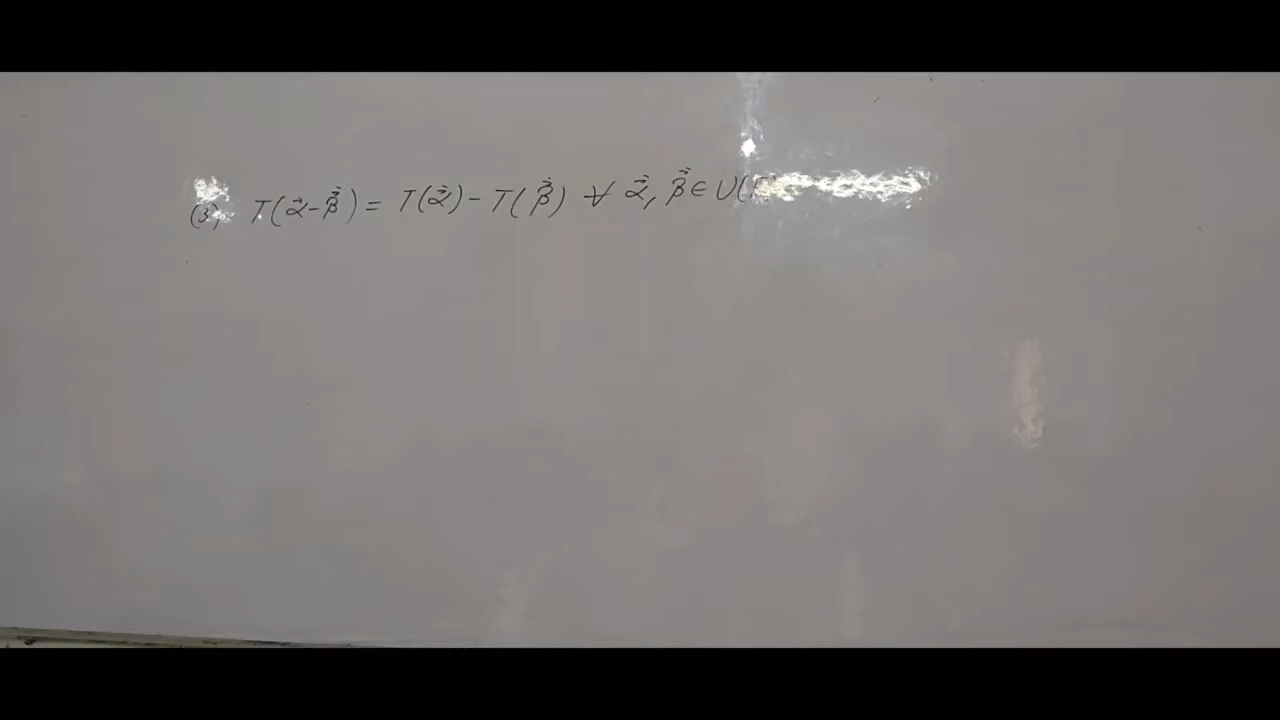 (3) T(α⃗-β⃗) = T(α⃗) - T(β⃗) ∀ α⃗, β⃗ ∈ U(F)